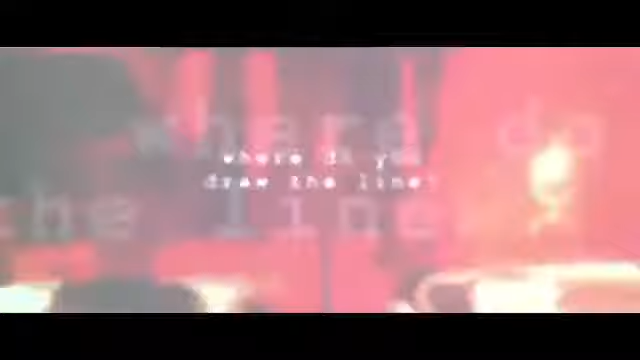 where do
where do you
draw the line?
the line